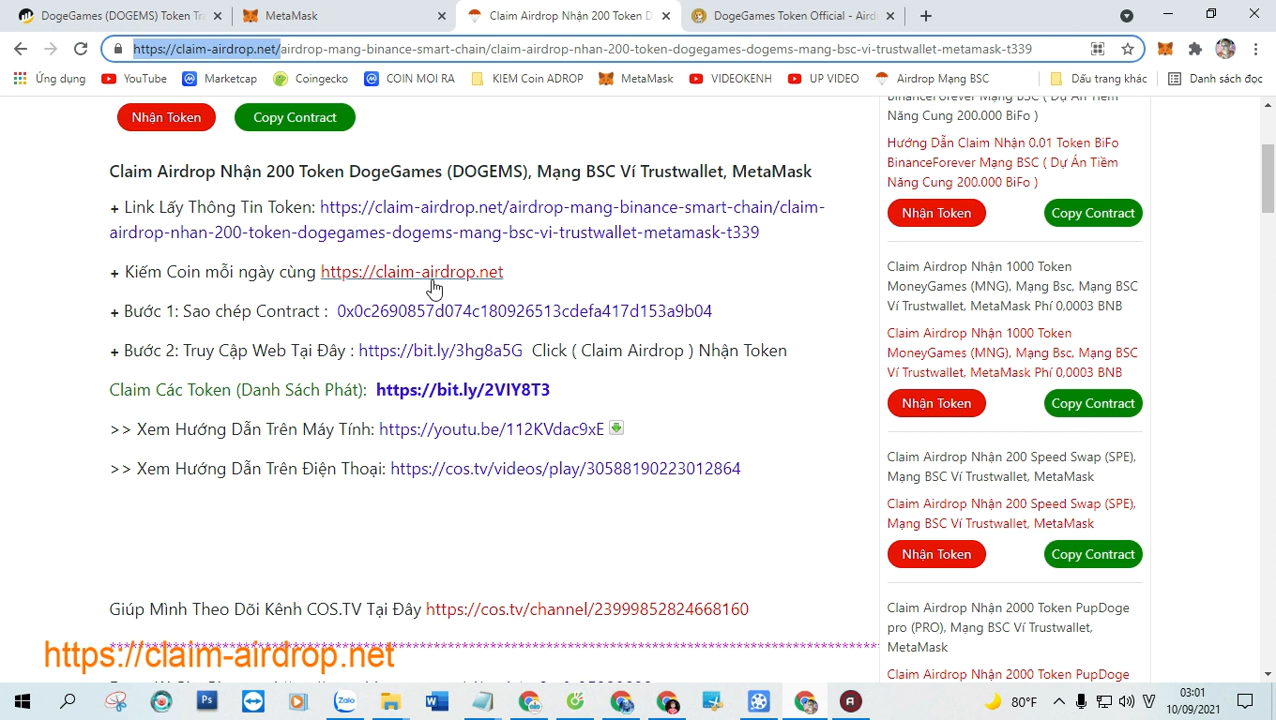 DogeGames (DOGEMS) Token Tr
MetaMask
Claim Airdrop Nhận 200 Token D
DogeGames Token Official - Aird
https://claim-airdrop.net/airdrop-mang-binance-smart-chain/claim-airdrop-nhan-200-token-dogegames-dogems-mang-bsc-vi-trustwallet-metamask-t339
Ứng dụng
YouTube
Marketcap
Coingecko
COIN MOI RA
KIEM Coin ADROP
MetaMask
VIDEOKENH
UP VIDEO
Airdrop Mạng BSC
Dấu trang khác
Danh sách đọc
Nhận Token
Copy Contract
Claim Airdrop Nhận 200 Token DogeGames (DOGEMS), Mạng BSC Ví Trustwallet, MetaMask
+ Link Lấy Thông Tin Token: https://claim-airdrop.net/airdrop-mang-binance-smart-chain/claim-
airdrop-nhan-200-token-dogegames-dogems-mang-bsc-vi-trustwallet-metamask-t339
+ Kiếm Coin mỗi ngày cùng https://claim-airdrop.net
+ Bước 1: Sao chép Contract : 0x0c2690857d074c180926513cdefa417d153a9b04
+ Bước 2: Truy Cập Web Tại Đây : https://bit.ly/3hg8a5G Click ( Claim Airdrop ) Nhận Token
Claim Các Token (Danh Sách Phát): https://bit.ly/2VIY8T3
>> Xem Hướng Dẫn Trên Máy Tính: https://youtu.be/112KVdac9xE
>> Xem Hướng Dẫn Trên Điện Thoại: https://cos.tv/videos/play/30588190223012864
Giúp Mình Theo Dõi Kênh COS.TV Tại Đây https://cos.tv/channel/23999852824668160
https://claim-airdrop.net
BinanceForever Mạng BSC ( Dự Án Tiềm
Năng Cung 200.000 BiFo )
Hướng Dẫn Claim Nhận 0.01 Token BiFo
BinanceForever Mạng BSC ( Dự Án Tiềm
Năng Cung 200.000 BiFo )
Nhận Token
Copy Contract
Claim Airdrop Nhận 1000 Token
MoneyGames (MNG), Mạng Bsc, Mạng BSC
Ví Trustwallet, MetaMask Phí 0,0003 BNB
Claim Airdrop Nhận 1000 Token
MoneyGames (MNG), Mạng Bsc, Mạng BSC
Ví Trustwallet, MetaMask Phí 0,0003 BNB
Nhận Token
Copy Contract
Claim Airdrop Nhận 200 Speed Swap (SPE),
Mạng BSC Ví Trustwallet, MetaMask
Claim Airdrop Nhận 200 Speed Swap (SPE),
Mạng BSC Ví Trustwallet, MetaMask
Nhận Token
Copy Contract
Claim Airdrop Nhận 2000 Token PupDoge
pro (PRO), Mạng BSC Ví Trustwallet,
MetaMask
Claim Airdrop Nhận 2000 Token PupDoge
80°F
03:01
10/09/2021